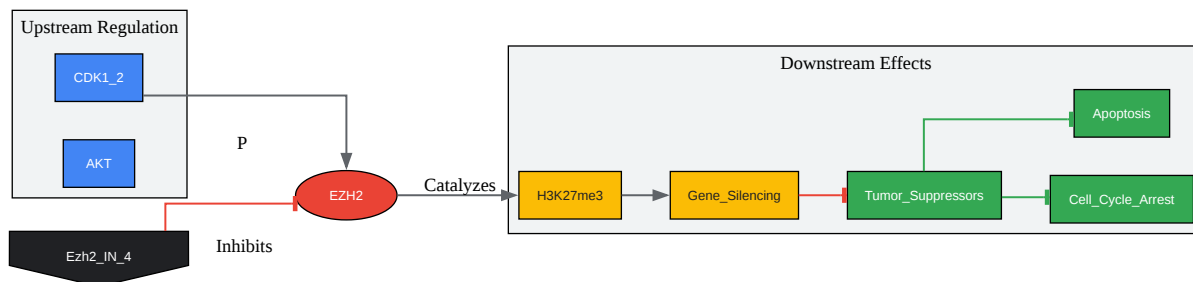 Upstream Regulation
CDK1_2
AKT
P
EZH2
Ezh2_IN_4
Inhibits
Catalyzes
Downstream Effects
H3K27me3
Gene_Silencing
Tumor_Suppressors
Apoptosis
Cell_Cycle_Arrest